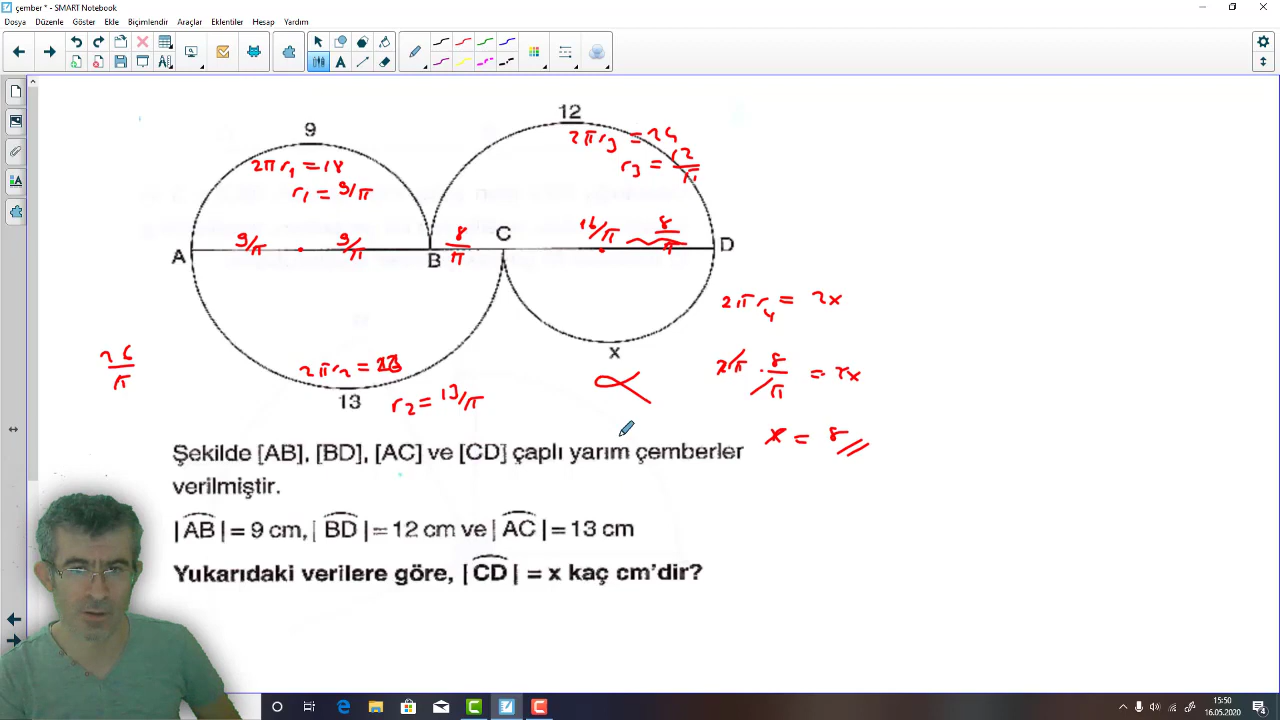 çember * - SMART Notebook
Dosya Düzenle Görünüm Ekle Biçimlendir Araçlar Eklentiler Hesap Yardım
9
2πr₁ = 18
r₁ = 9/π
12
2πr₃ = 24
r₃ = 12/π
9/π 9/π 8/π C 16/π 8/π
A B D
2πr₄ = 2x
26/π
2πr₂ = 26
13
r₂ = 13/π
x
2π · 8/π = 2x
x = 8
Şekilde [AB], [BD], [AC] ve [CD] çaplı yarım çemberler
verilmiştir.
|AB| = 9 cm, |BD| = 12 cm ve |AC| = 13 cm
Yukarıdaki verilere göre, |CD| = x kaç cm'dir?
15:50
16.05.2020